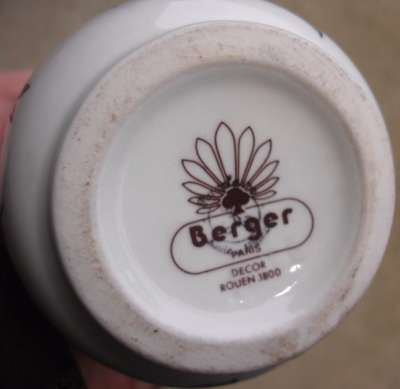 Berger
PARIS
DECOR
ROUEN 1800